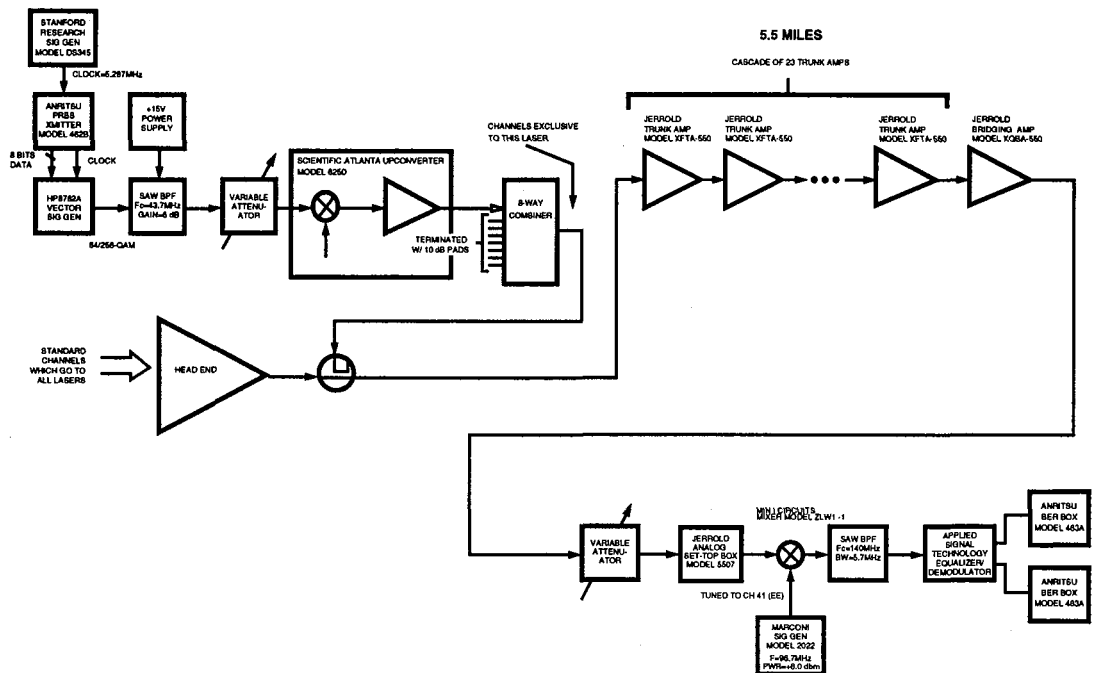 STANFORD
RESEARCH
SIG GEN
MODEL DS345
CLOCK=5.287MHz
ANRITSU
PRBS
XMITTER
MODEL 462B
+15V
POWER
SUPPLY
8 BITS
DATA
CLOCK
HP8782A
VECTOR
SIG GEN
64/256-QAM
SAW BPF
Fc=43.7MHz
GAIN=6 dB
VARIABLE
ATTENU-
ATOR
SCIENTIFIC ATLANTA UPCONVERTER
MODEL 6250
TERMINATED
W/ 10 dB PADS
8-WAY
COMBINER
CHANNELS EXCLUSIVE
TO THIS LASER
5.5 MILES
CASCADE OF 23 TRUNK AMPS
JERROLD
TRUNK AMP
MODEL XFTA-550
JERROLD
TRUNK AMP
MODEL XFTA-550
JERROLD
TRUNK AMP
MODEL XFTA-550
JERROLD
BRIDGING AMP
MODEL XGBA-550
STANDARD
CHANNELS
WHICH GO TO
ALL LASERS
HEAD END
VARIABLE
ATTENU-
ATOR
JERROLD
ANALOG
SET-TOP BOX
MODEL 5507
TUNED TO CH 41 (EE)
MINI CIRCUITS
MIXER MODEL ZLW1 -1
MARCONI
SIG GEN
MODEL 2022
F=96.7MHz
PWR=+6.0 dbm
SAW BPF
Fc=140MHz
BW=5.7MHz
APPLIED
SIGNAL
TECHNOLOGY
EQUALIZER/
DEMODULATOR
ANRITSU
BER BOX
MODEL 463A
ANRITSU
BER BOX
MODEL 463A